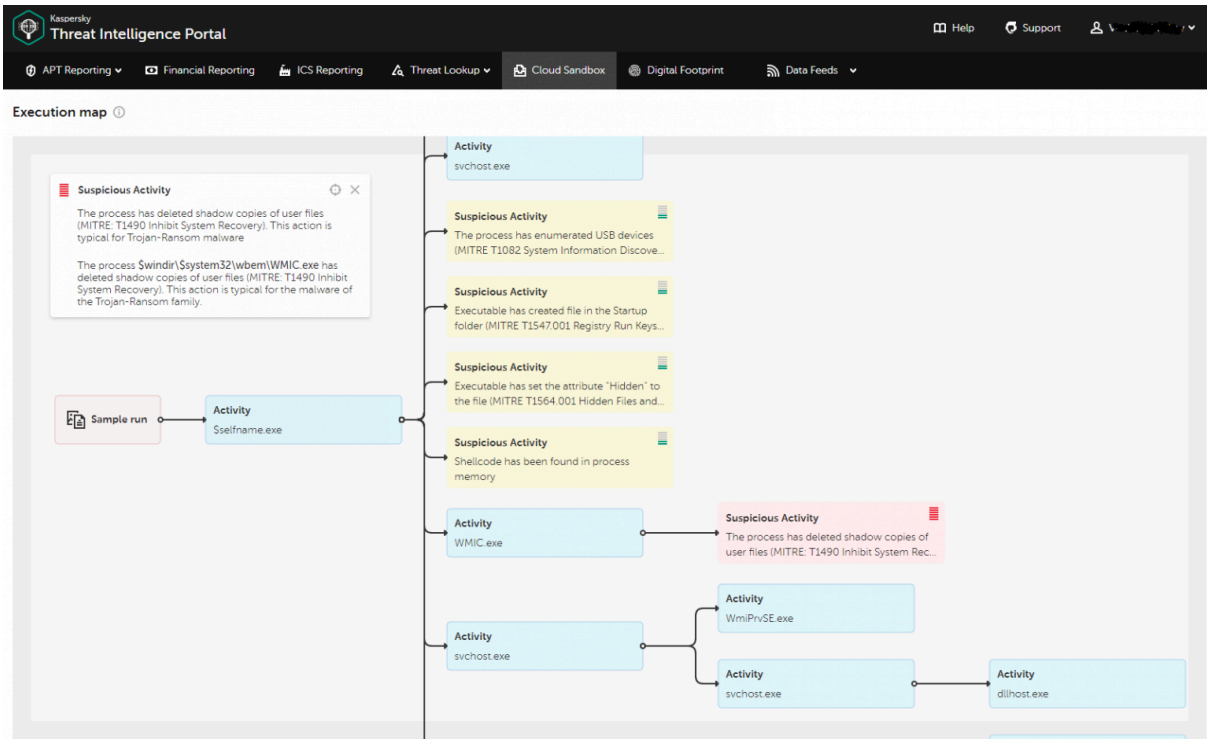 Kaspersky
Threat Intelligence Portal
Help
Support
APT Reporting
Financial Reporting
ICS Reporting
Threat Lookup
Cloud Sandbox
Digital Footprint
Data Feeds
Execution map
Suspicious Activity
The process has deleted shadow copies of user files
(MITRE: T1490 Inhibit System Recovery). This action is
typical for Trojan-Ransom malware
The process $windir\$system32\wbem\WMIC.exe has
deleted shadow copies of user files (MITRE: T1490 Inhibit
System Recovery). This action is typical for the malware of
the Trojan-Ransom family.
Sample run
Activity
$selfname.exe
Activity
svchost.exe
Suspicious Activity
The process has enumerated USB devices
(MITRE T1082 System Information Discove...
Suspicious Activity
Executable has created file in the Startup
folder (MITRE T1547.001 Registry Run Keys...
Suspicious Activity
Executable has set the attribute "Hidden" to
the file (MITRE T1564.001 Hidden Files and...
Suspicious Activity
Shellcode has been found in process
memory
Activity
WMIC.exe
Suspicious Activity
The process has deleted shadow copies of
user files (MITRE: T1490 Inhibit System Rec...
Activity
svchost.exe
Activity
WmiPrvSE.exe
Activity
svchost.exe
Activity
dllhost.exe